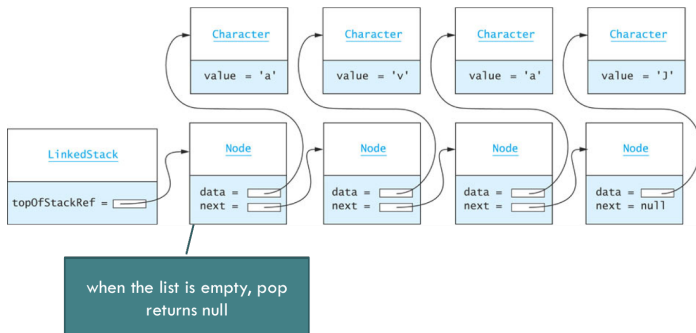 Character
value = 'a'
Character
value = 'v'
Character
value = 'a'
Character
value = 'J'
LinkedStack
topOfStackRef =
Node
data =
next =
Node
data =
next =
Node
data =
next =
Node
data =
next = null
when the list is empty, pop
returns null